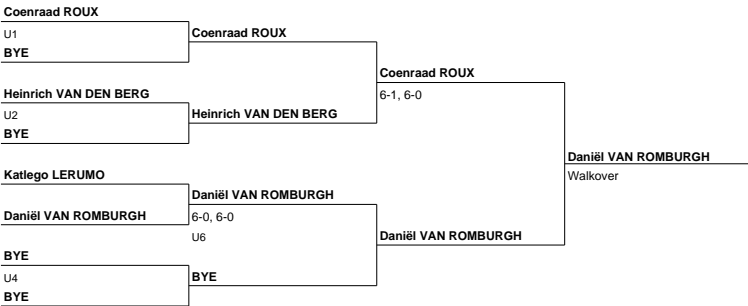 Coenraad ROUX
U1
BYE
Coenraad ROUX
Heinrich VAN DEN BERG
U2
BYE
Heinrich VAN DEN BERG
Coenraad ROUX
6-1, 6-0
Katlego LERUMO
Daniël VAN ROMBURGH
Daniël VAN ROMBURGH
6-0, 6-0
U6
BYE
U4
BYE
BYE
Daniël VAN ROMBURGH
Daniël VAN ROMBURGH
Walkover